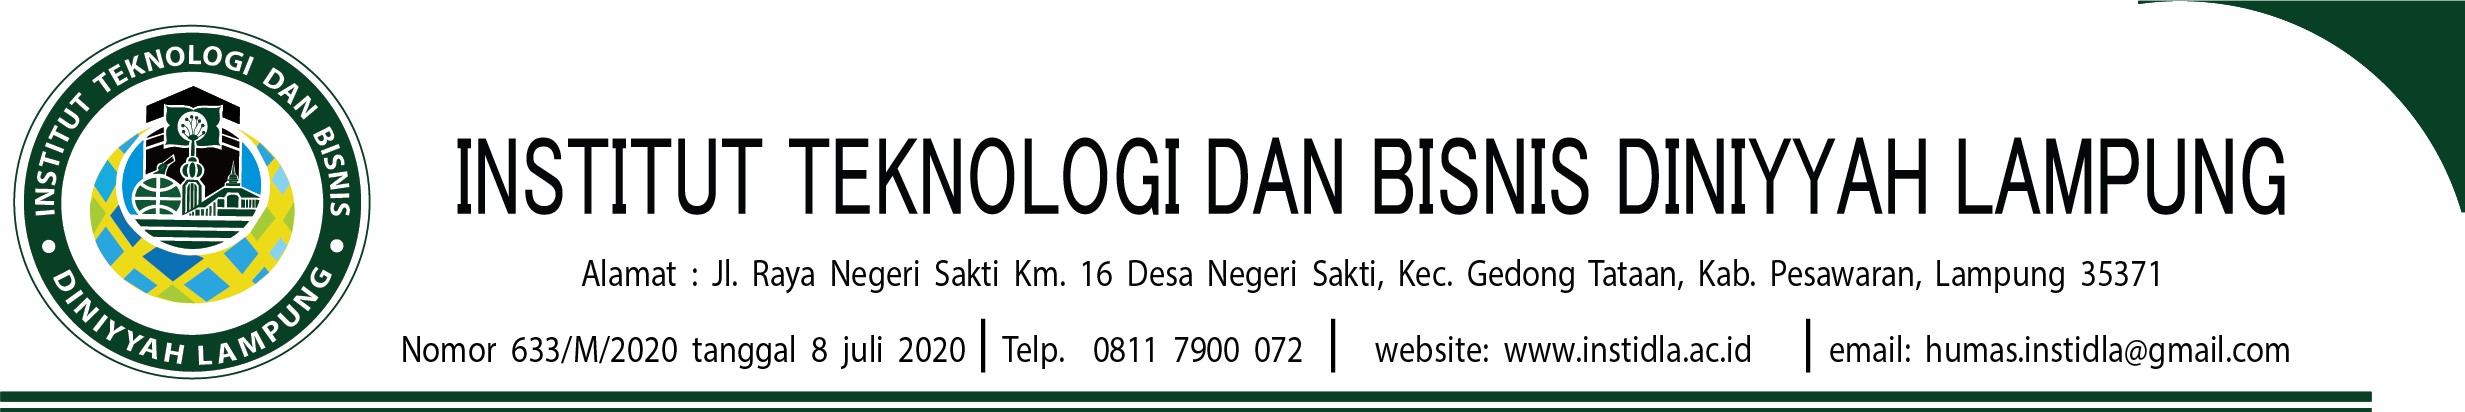 INSTITUT TEKNOLOGI DAN BISNIS
DINIYYAH LAMPUNG
INSTITUT TEKNOLOGI DAN BISNIS DINIYYAH LAMPUNG
Alamat : Jl. Raya Negeri Sakti Km. 16 Desa Negeri Sakti, Kec. Gedong Tataan, Kab. Pesawaran, Lampung 35371
Nomor 633/M/2020 tanggal 8 juli 2020 | Telp. 0811 7900 072 | website: www.instidla.ac.id | email: humas.instidla@gmail.com